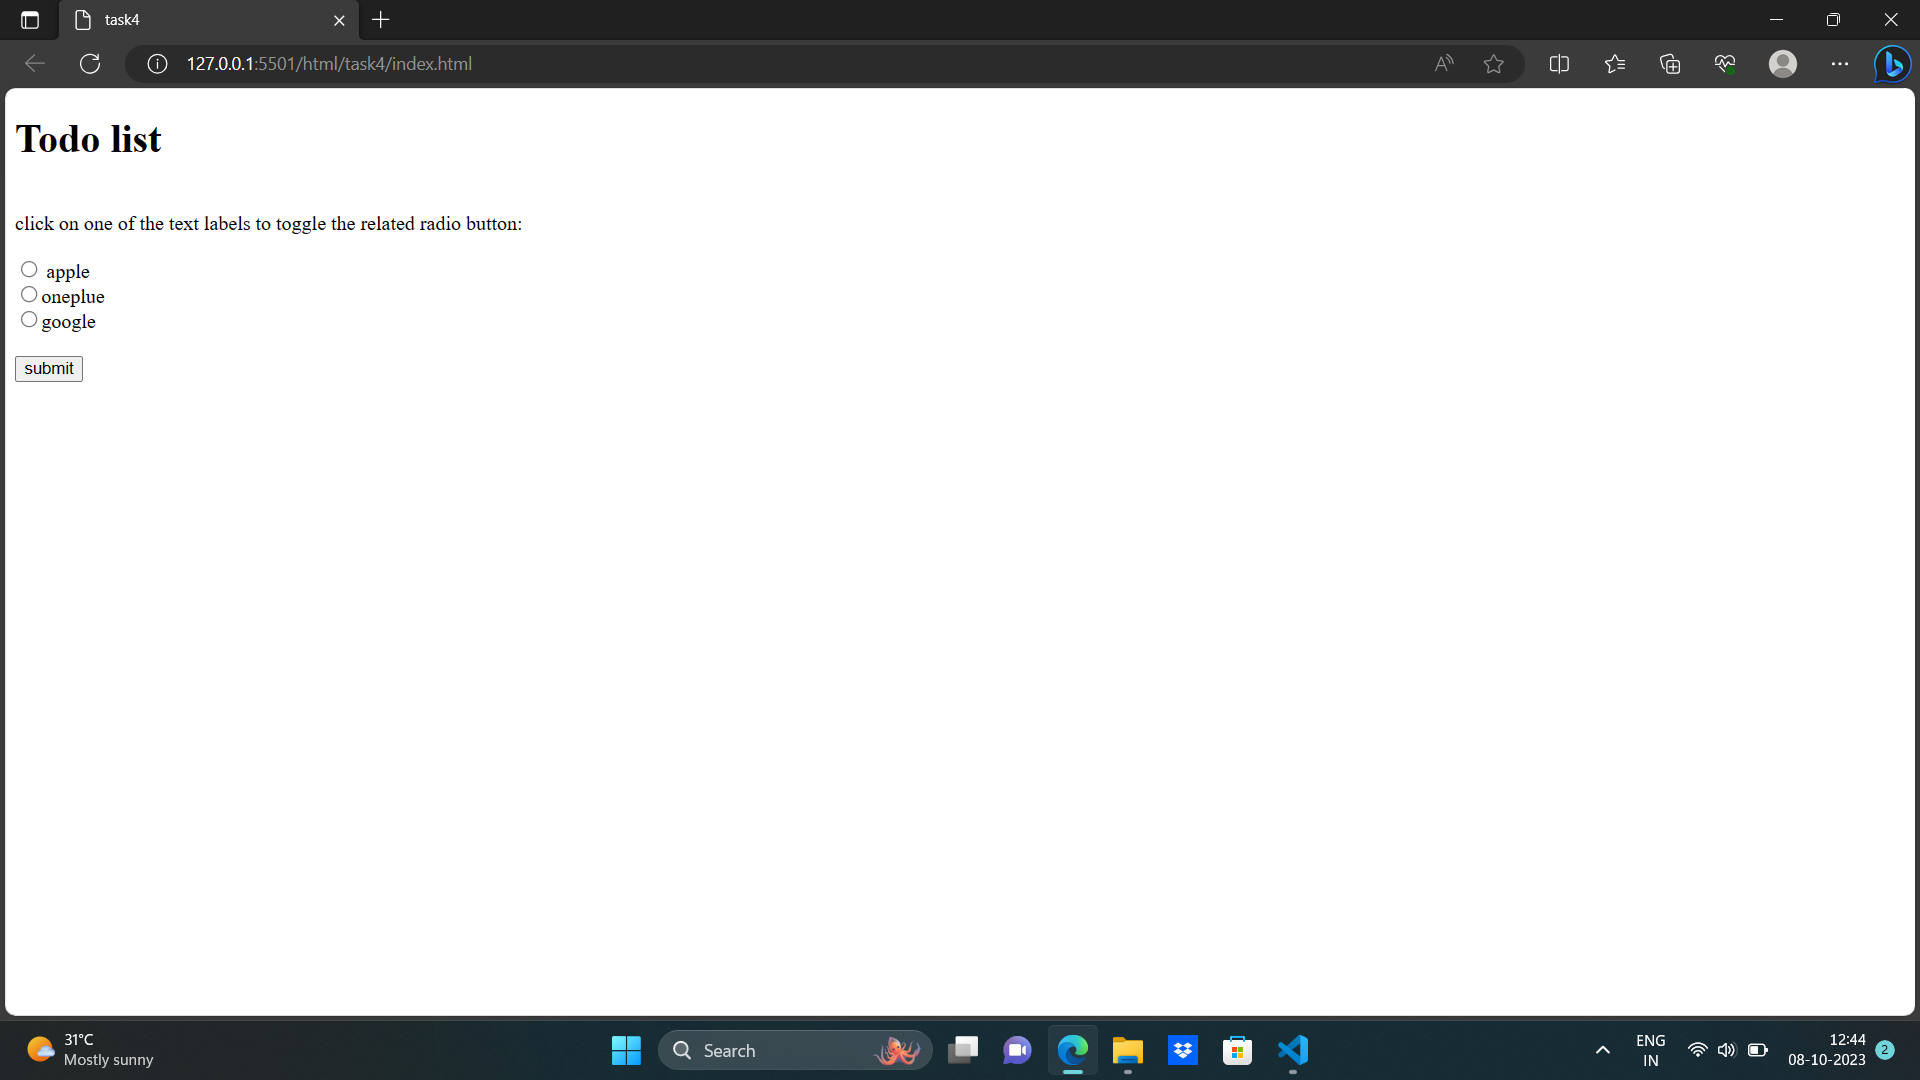 task4
127.0.0.1:5501/html/task4/index.html
Todo list
click on one of the text labels to toggle the related radio button:
apple
oneplue
google
submit
31°C
Mostly sunny
Search
ENG
IN
12:44
08-10-2023
2